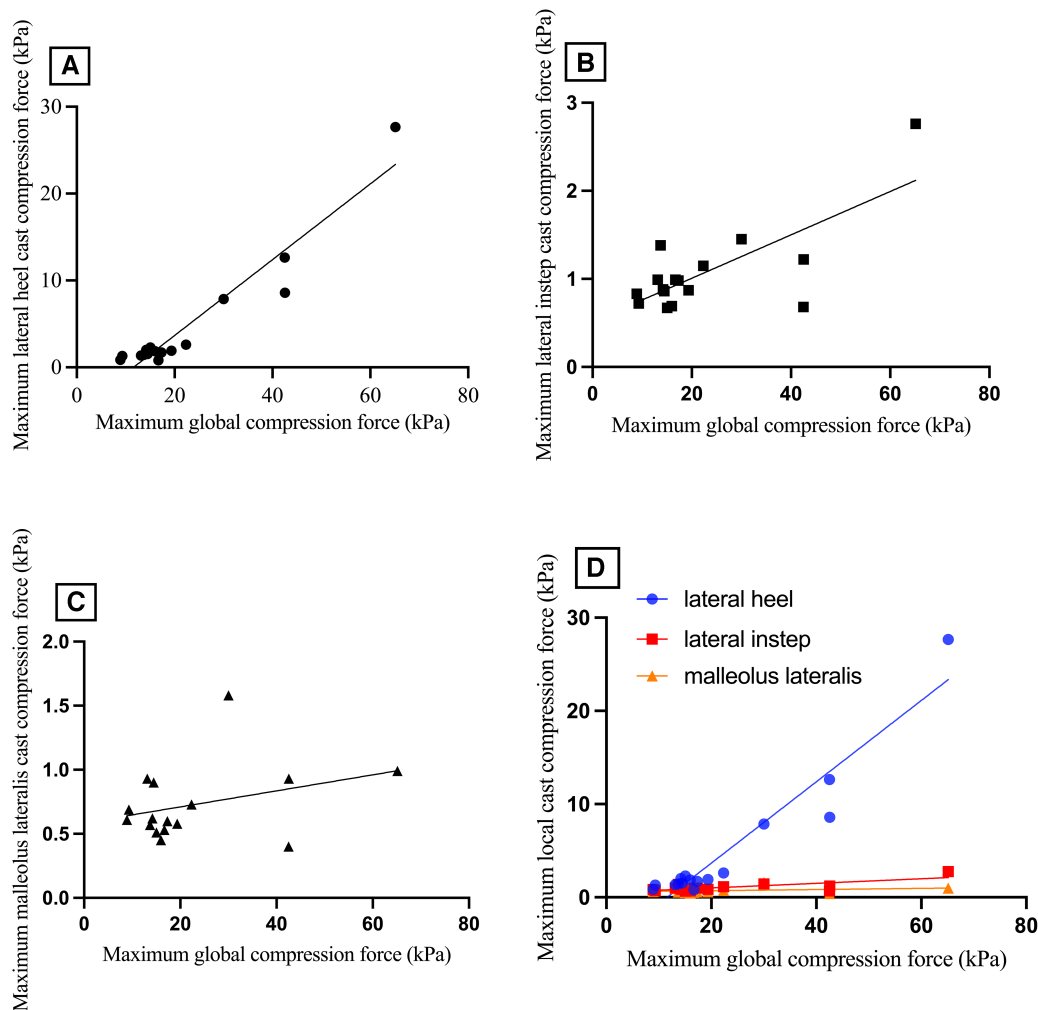 A
Maximum lateral heel cast compression force (kPa)
30
20
10
0
0 20 40 60 80
Maximum global compression force (kPa)
B
Maximum lateral instep cast compression force (kPa)
3
2
1
0
0 20 40 60 80
Maximum global compression force (kPa)
C
Maximum malleolus lateralis cast compression force (kPa)
2.0
1.5
1.0
0.5
0.0
0 20 40 60 80
Maximum global compression force (kPa)
D
Maximum local cast compression force (kPa)
lateral heel
lateral instep
malleolus lateralis
30
20
10
0
0 20 40 60 80
Maximum global compression force (kPa)